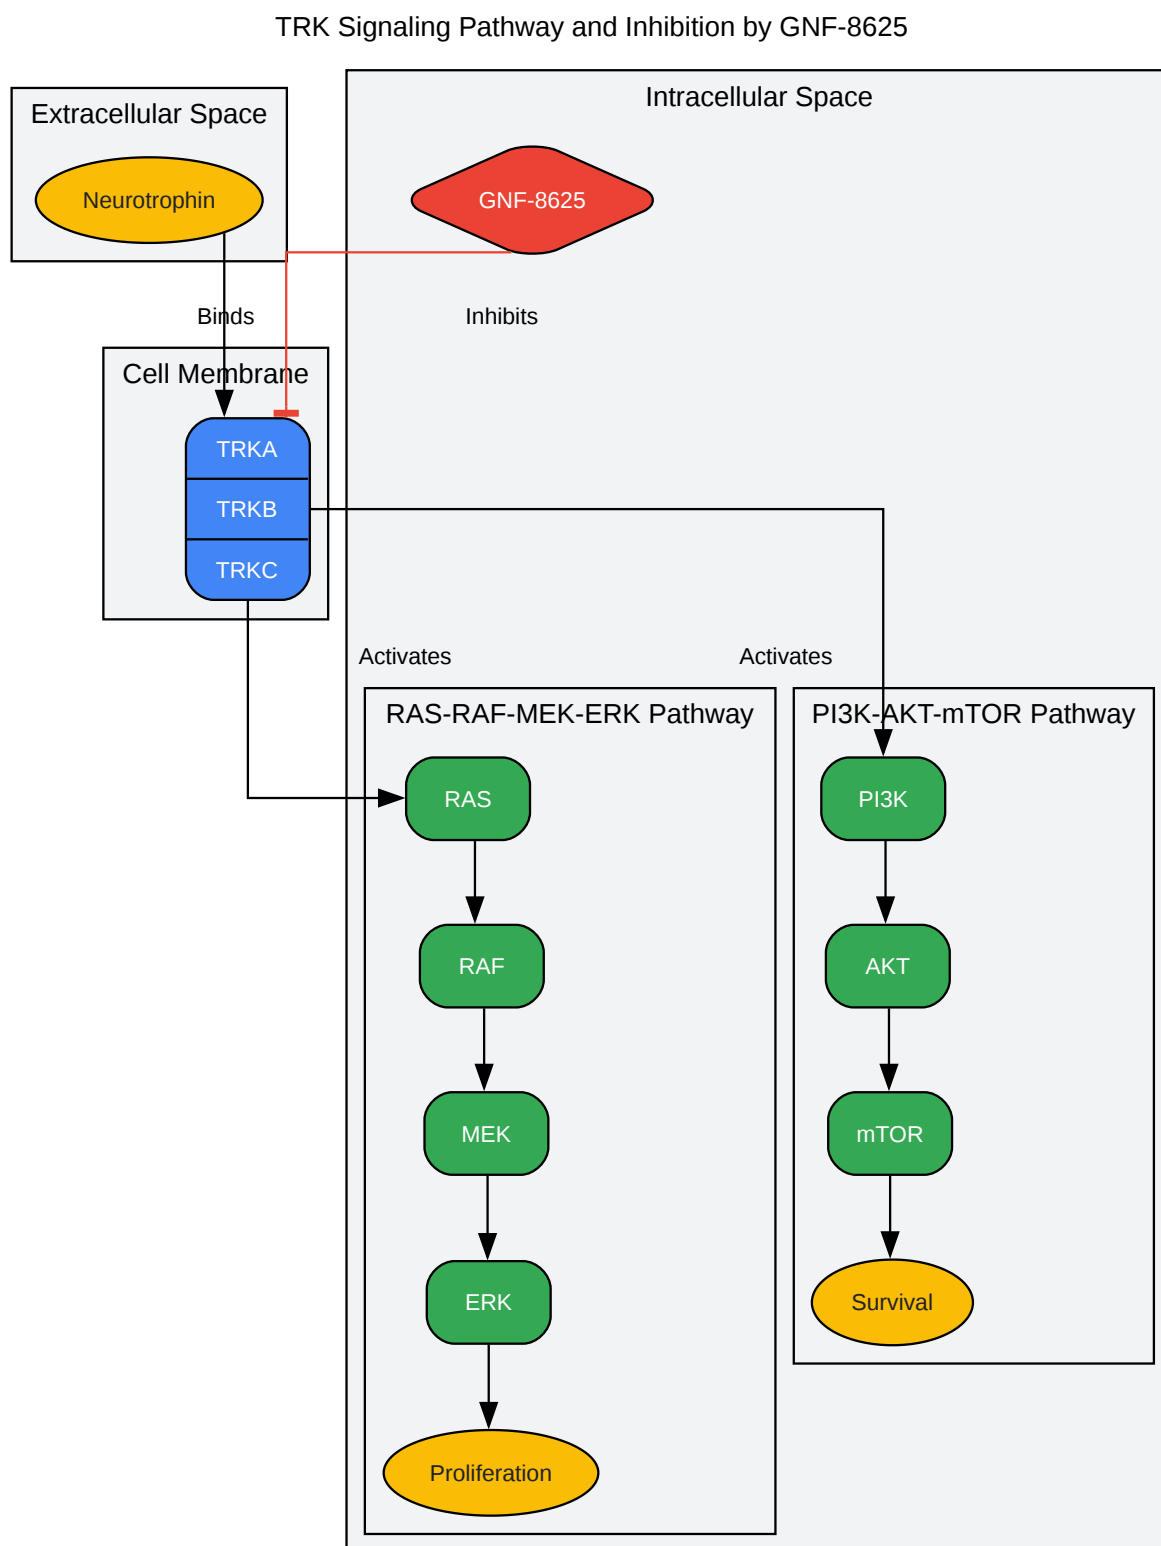 TRK Signaling Pathway and Inhibition by GNF-8625
Extracellular Space
Intracellular Space
Neurotrophin
GNF-8625
Binds
Inhibits
Cell Membrane
TRKA
TRKB
TRKC
Activates
Activates
RAS-RAF-MEK-ERK Pathway
PI3K-AKT-mTOR Pathway
RAS
PI3K
RAF
AKT
MEK
mTOR
ERK
Survival
Proliferation